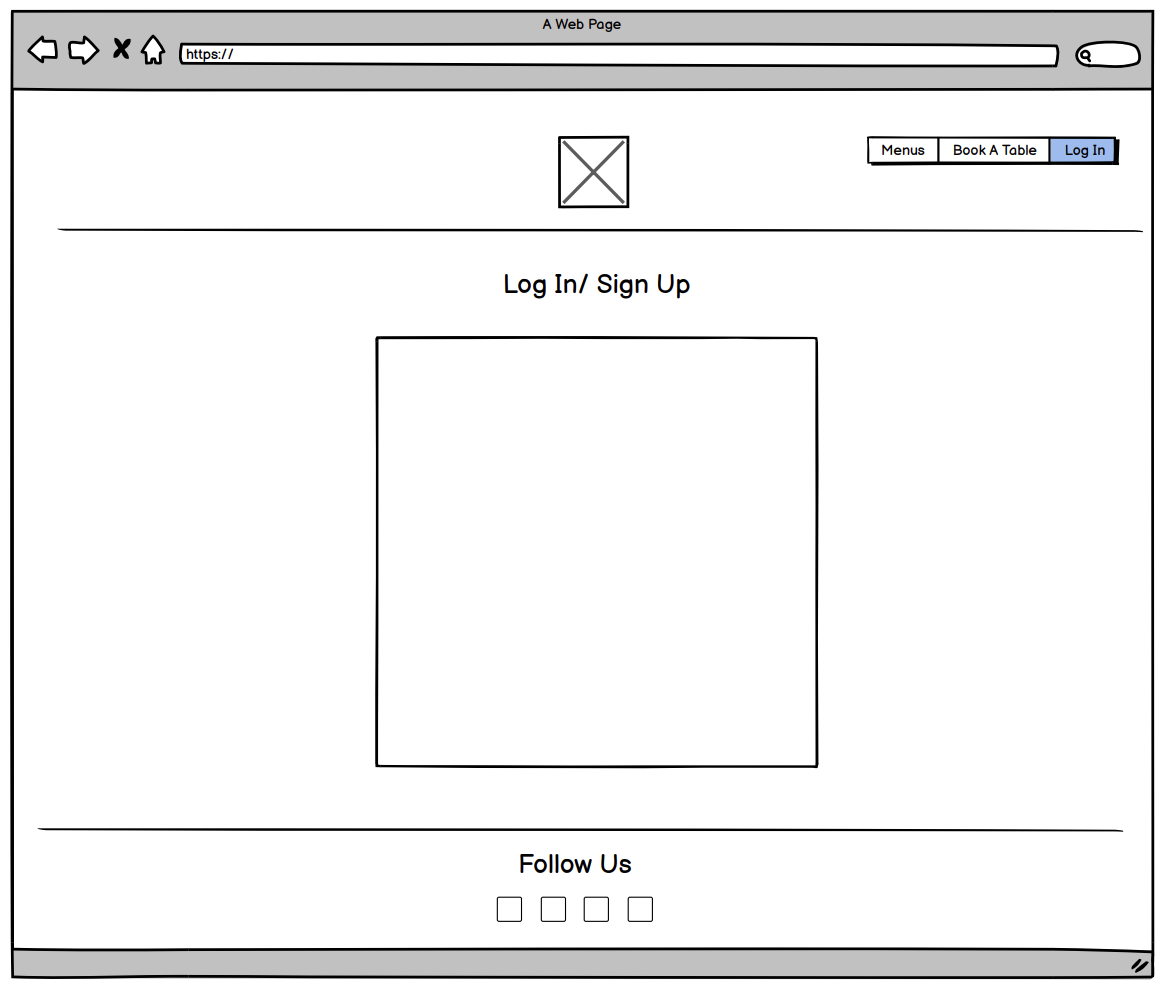 A Web Page
https://
Menus
Book A Table
Log In
Log In/ Sign Up
Follow Us